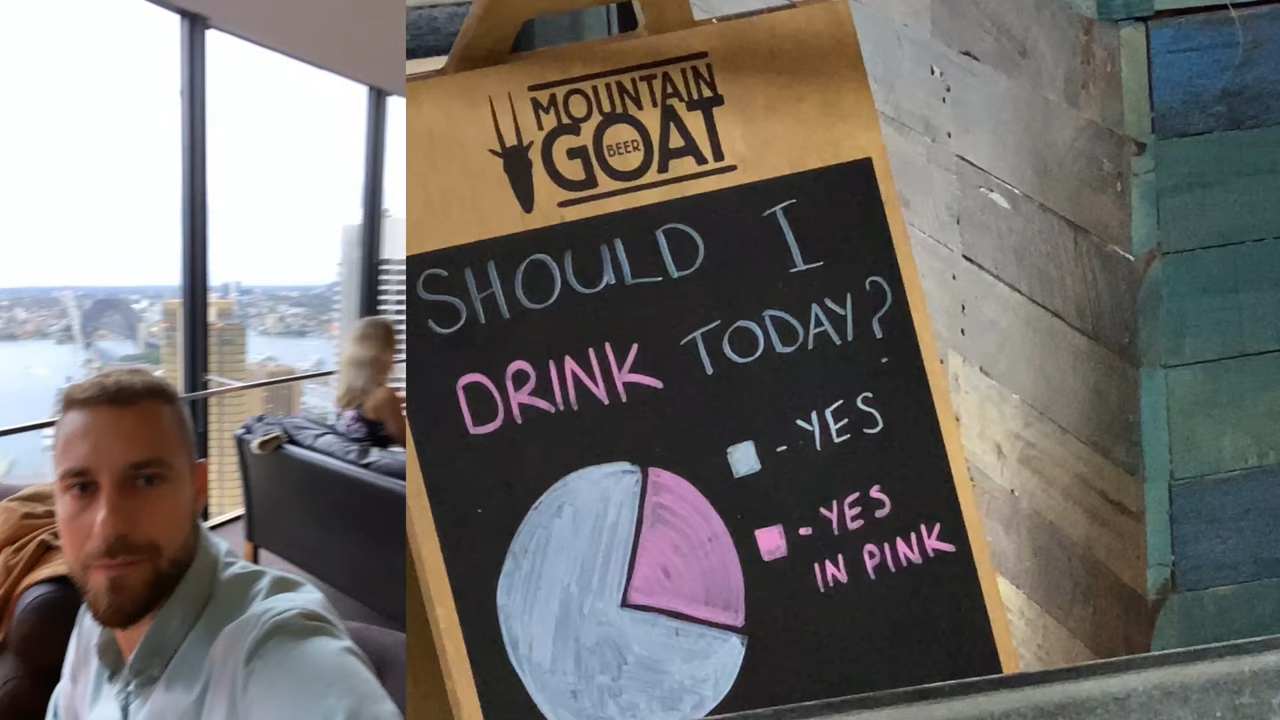 MOUNTAIN
GOAT
BEER
SHOULD I
DRINK TODAY?
- YES
- YES
IN PINK